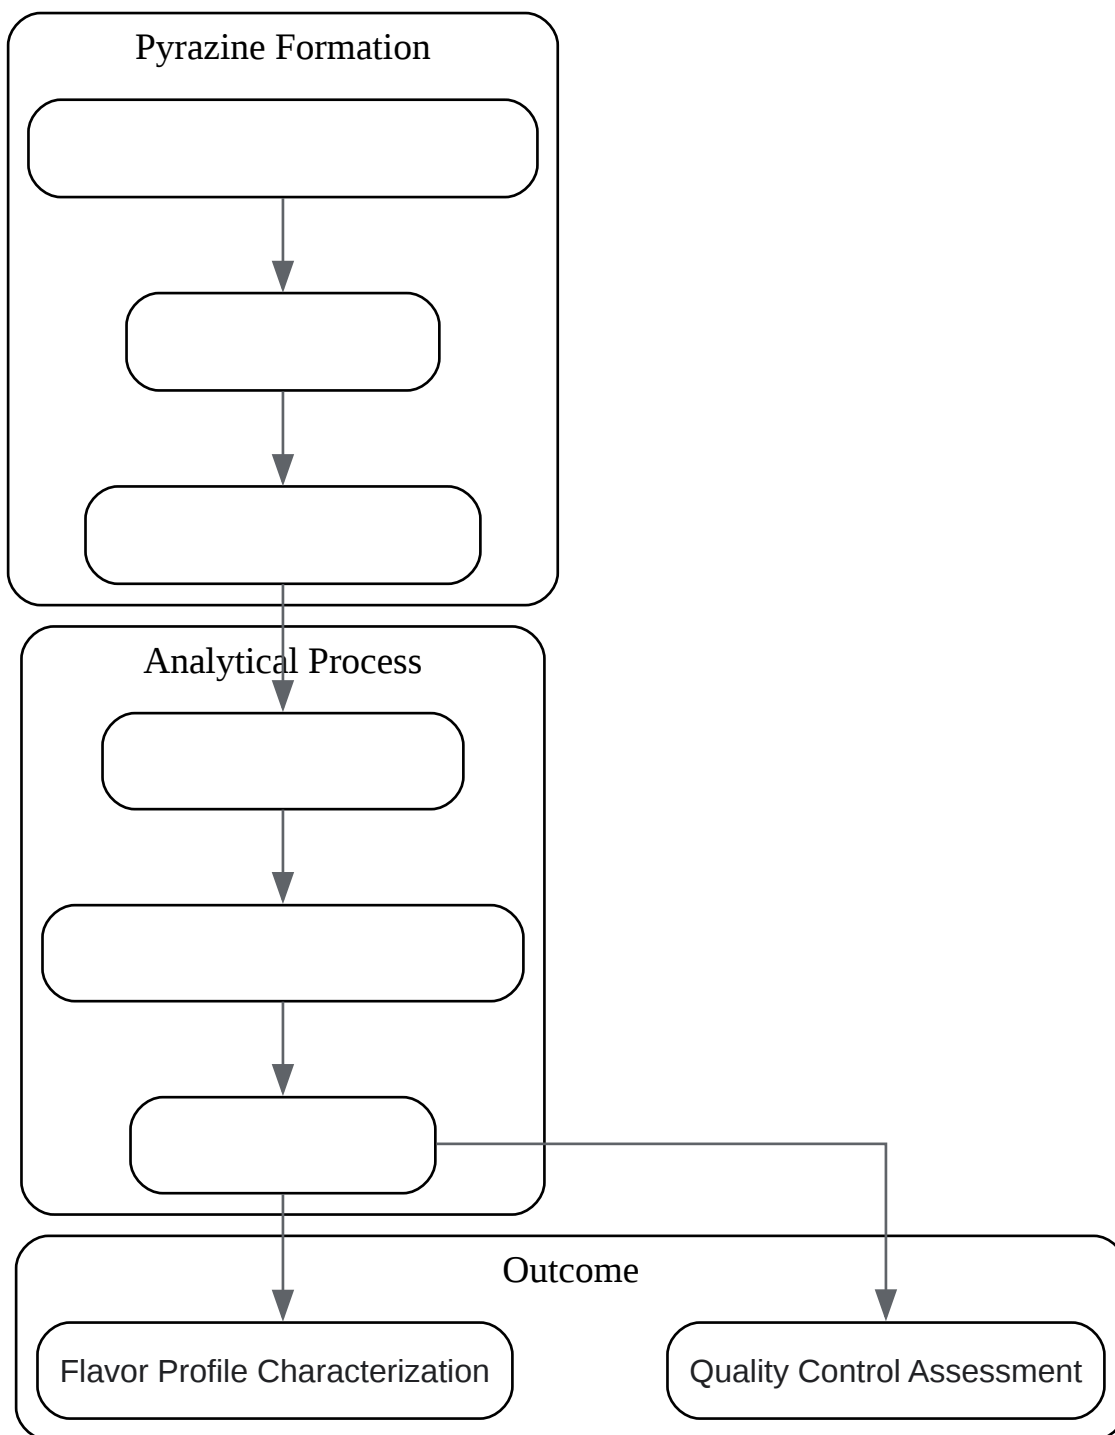 Pyrazine Formation
Analytical Process
Outcome
Flavor Profile Characterization
Quality Control Assessment